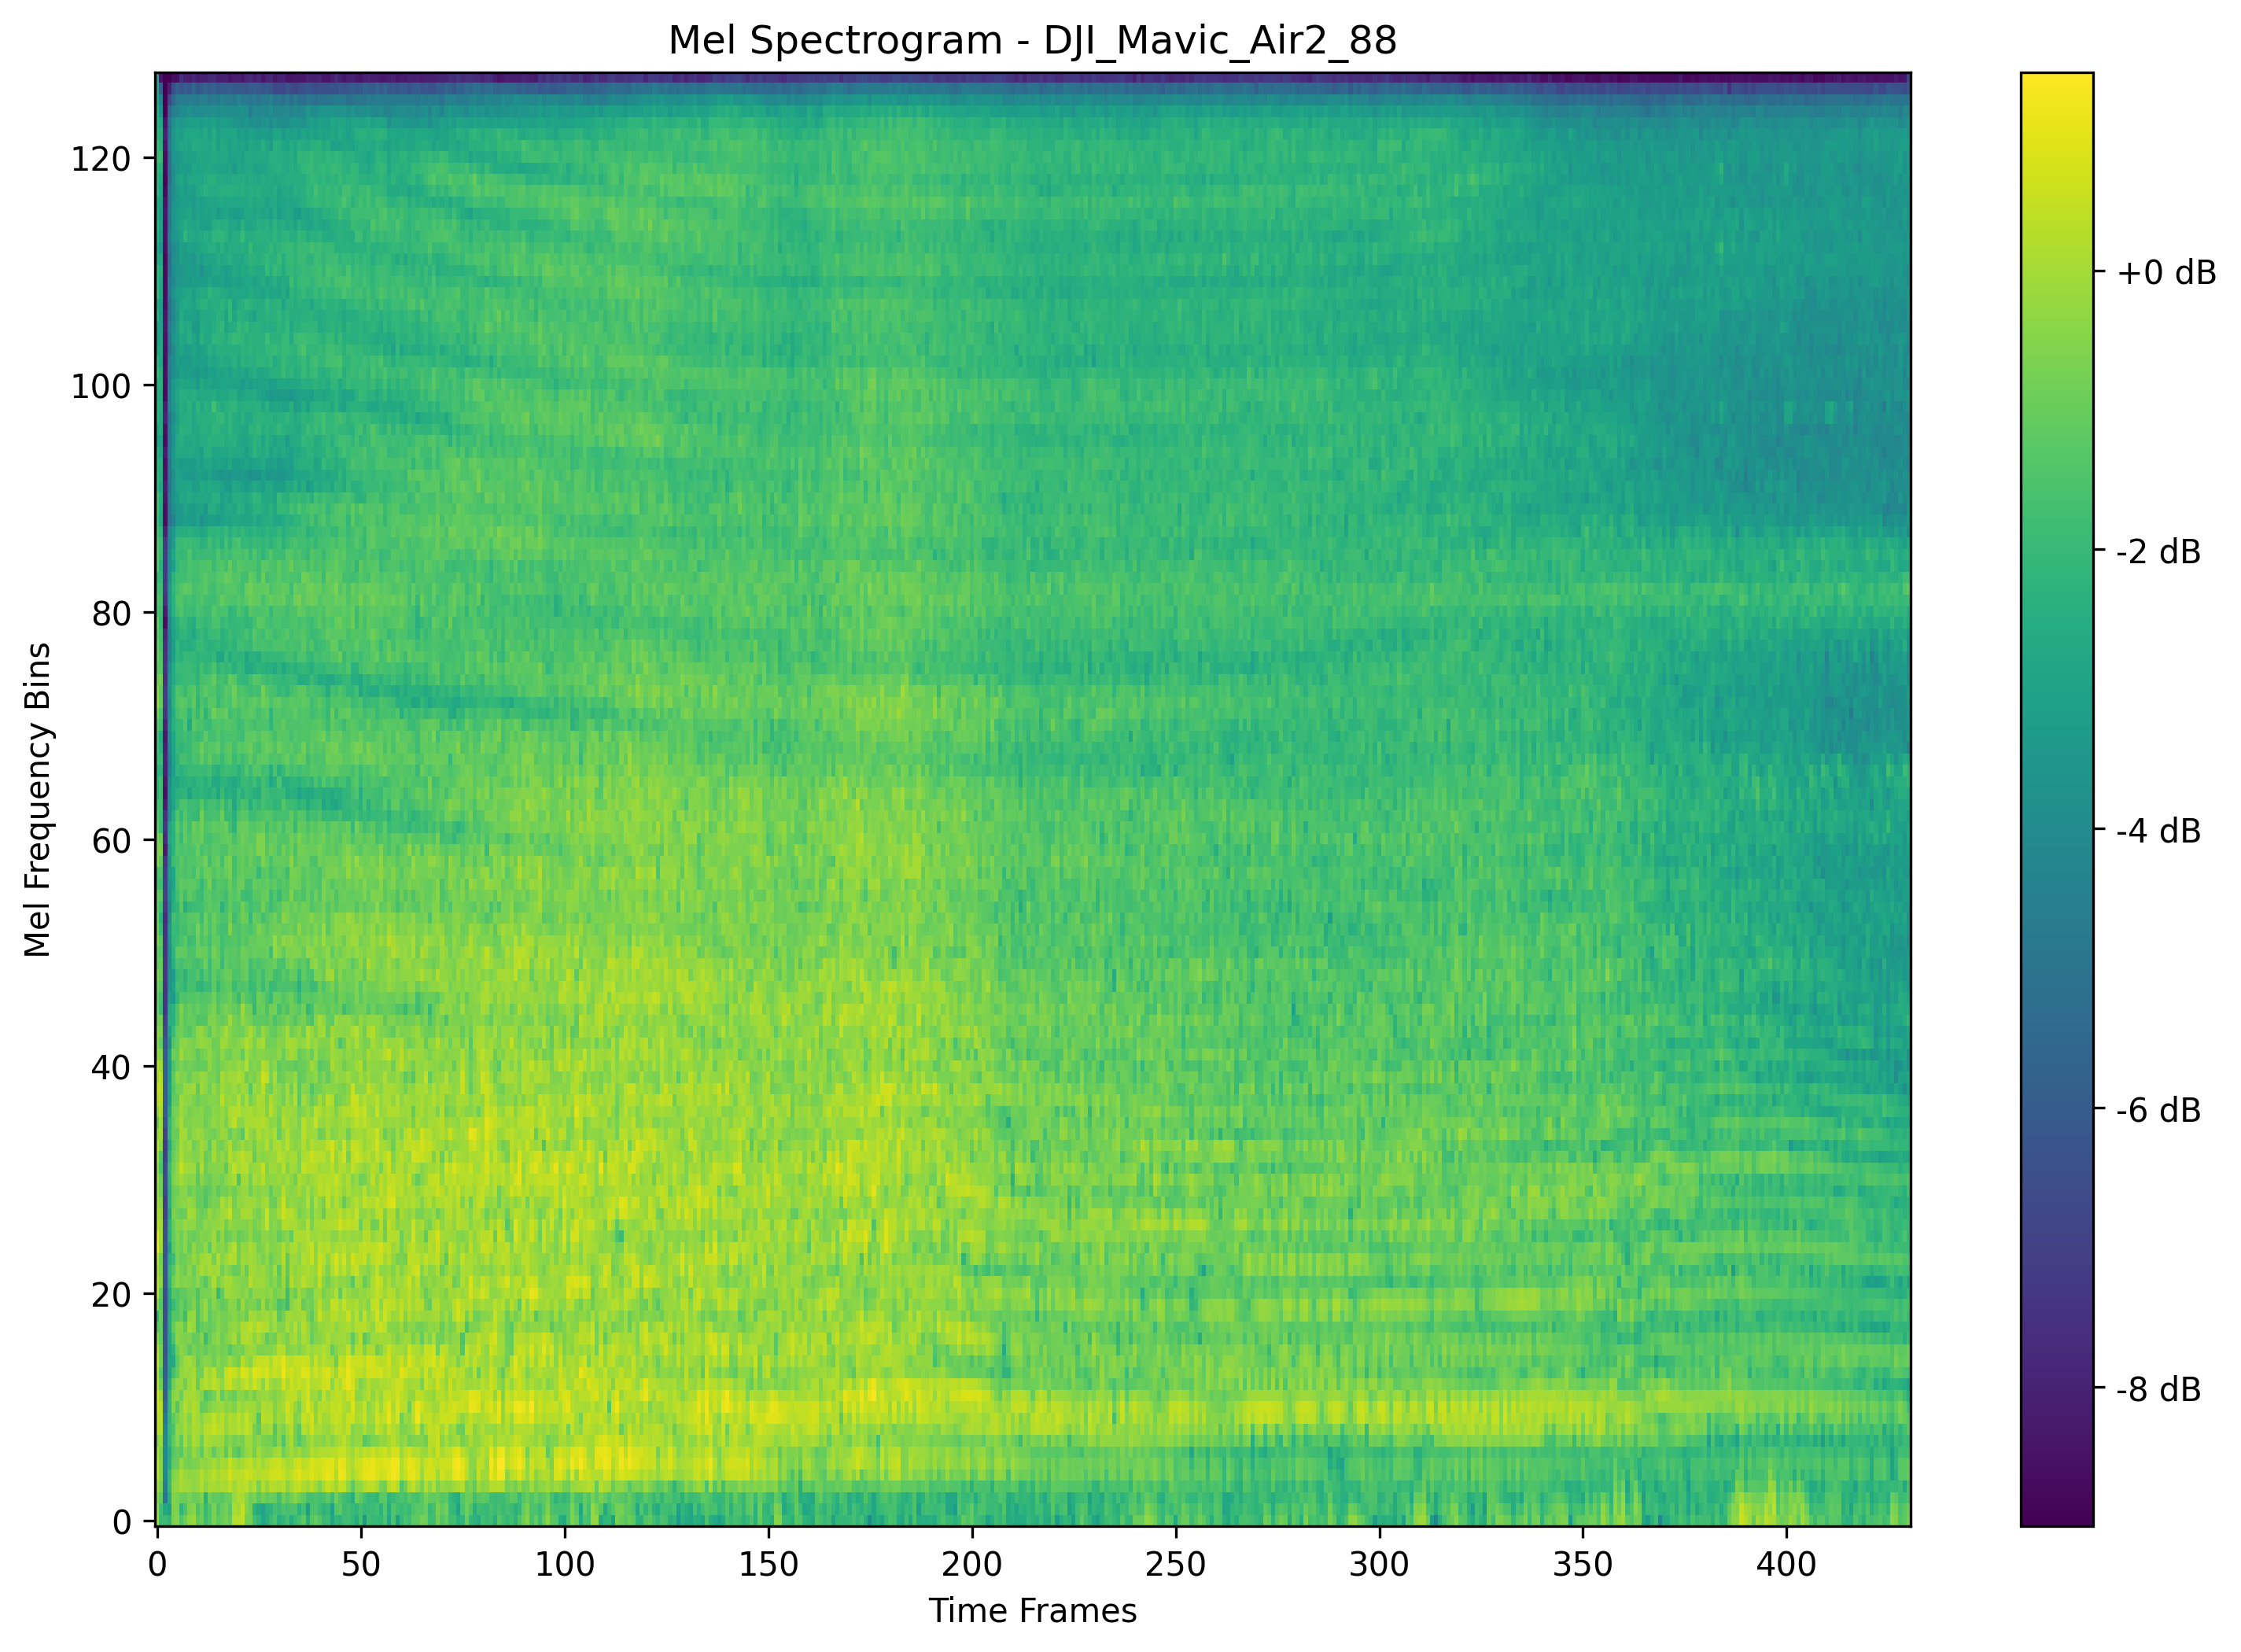 Mel Spectrogram - DJI_Mavic_Air2_88
Mel Frequency Bins
120
100
80
60
40
20
0
0 50 100 150 200 250 300 350 400
Time Frames
+0 dB
-2 dB
-4 dB
-6 dB
-8 dB